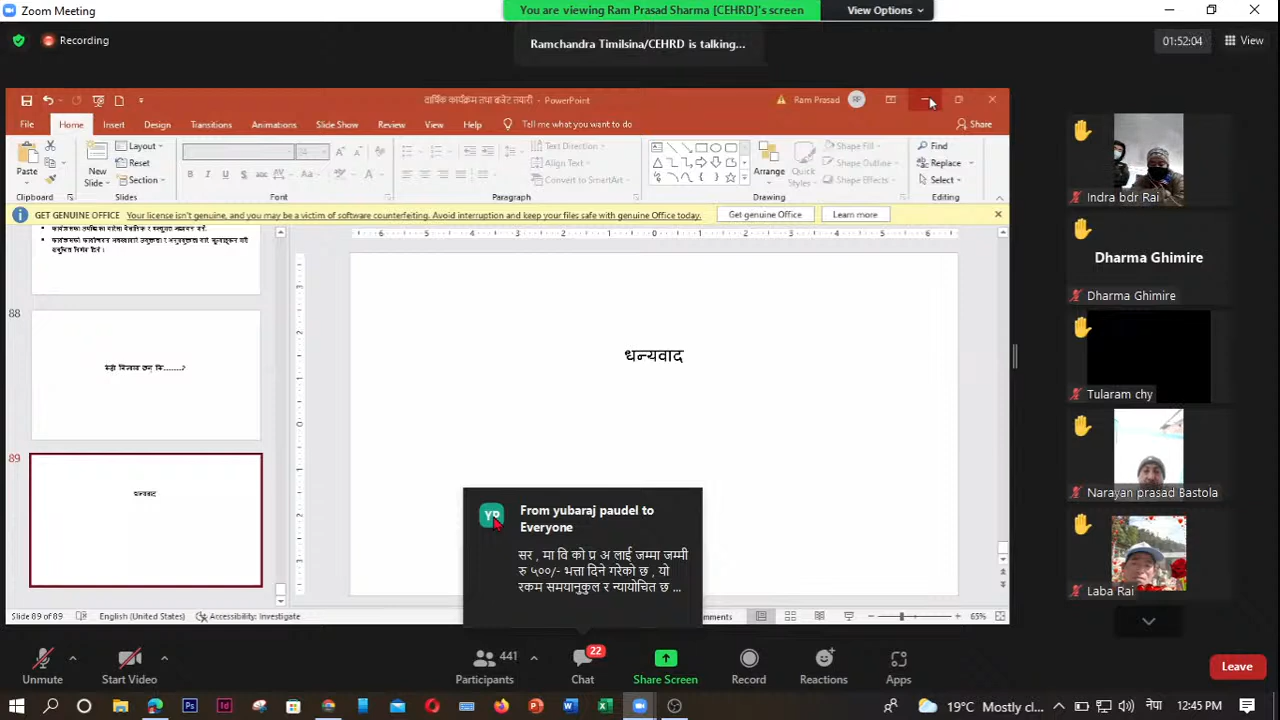 Zoom Meeting
You are viewing Ram Prasad Sharma [CEHRD]'s screen
View Options
Recording
Ramchandra Timilsina/CEHRD is talking...
01:52:04
View
वार्षिक कार्यक्रम तथा बजेट तयारी - PowerPoint
Ram Prasad
RP
File
Home
Insert
Design
Transitions
Animations
Slide Show
Review
View
Help
Tell me what you want to do
Share
Paste
New
Slide
Layout
Reset
Section
Text Direction
Align Text
Convert to SmartArt
Arrange
Quick
Styles
Shape Fill
Shape Outline
Shape Effects
Find
Replace
Select
Clipboard
Slides
Font
Paragraph
Drawing
Editing
GET GENUINE OFFICE Your license isn't genuine, and you may be a victim of software counterfeiting. Avoid interruption and keep your files safe with genuine Office today.
Get genuine Office
Learn more
88
89
धन्यवाद
धन्यवाद
From yubaraj paudel to
Everyone
सर , मा वि को प्र अ लाई जम्मा जम्मी
रु ५००/- भत्ता दिने गरेको छ , यो
रकम समयानुकुल र न्यायोचित छ ...
Slide 89 of 89
English (United States)
Accessibility: Investigate
65%
Indra bdr Rai
Dharma Ghimire
Dharma Ghimire
Tularam chy
Narayan prasad Bastola
Laba Rai
Unmute
Start Video
441
Participants
22
Chat
Share Screen
Record
Reactions
Apps
Leave
19°C Mostly cl...
नेपा
12:45 PM